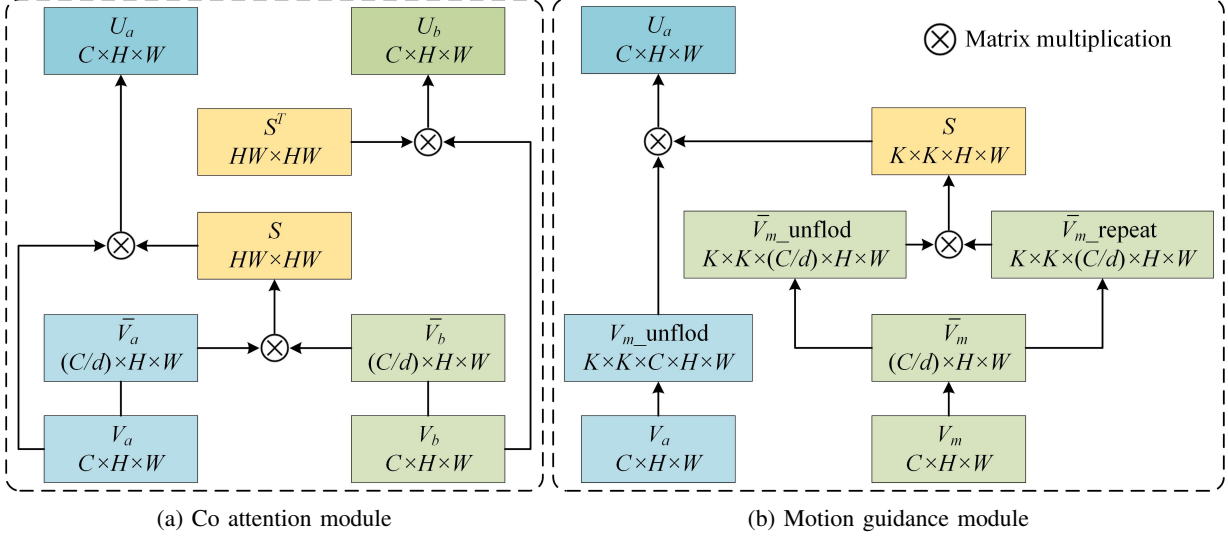 U_a
C×H×W
U_b
C×H×W
S^T
HW×HW
S
HW×HW
V̄_a
(C/d)×H×W
V̄_b
(C/d)×H×W
V_a
C×H×W
V_b
C×H×W
(a) Co attention module
U_a
C×H×W
Matrix multiplication
S
K×K×H×W
V̄_m_unflod
K×K×(C/d)×H×W
V̄_m_repeat
K×K×(C/d)×H×W
V_m_unflod
K×K×C×H×W
V̄_m
(C/d)×H×W
V_a
C×H×W
V_m
C×H×W
(b) Motion guidance module